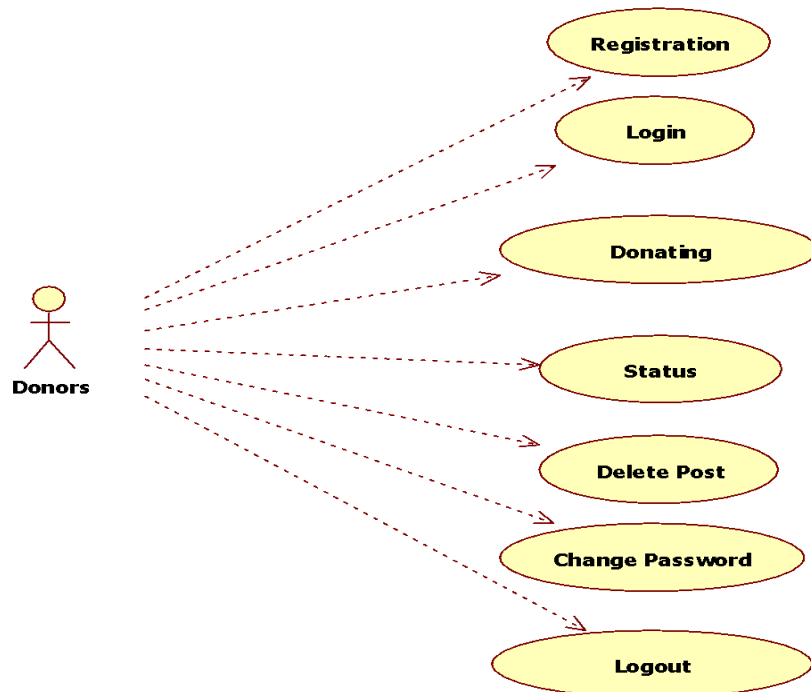 Registration
Login
Donating
Donors
Status
Delete Post
Change Password
Logout